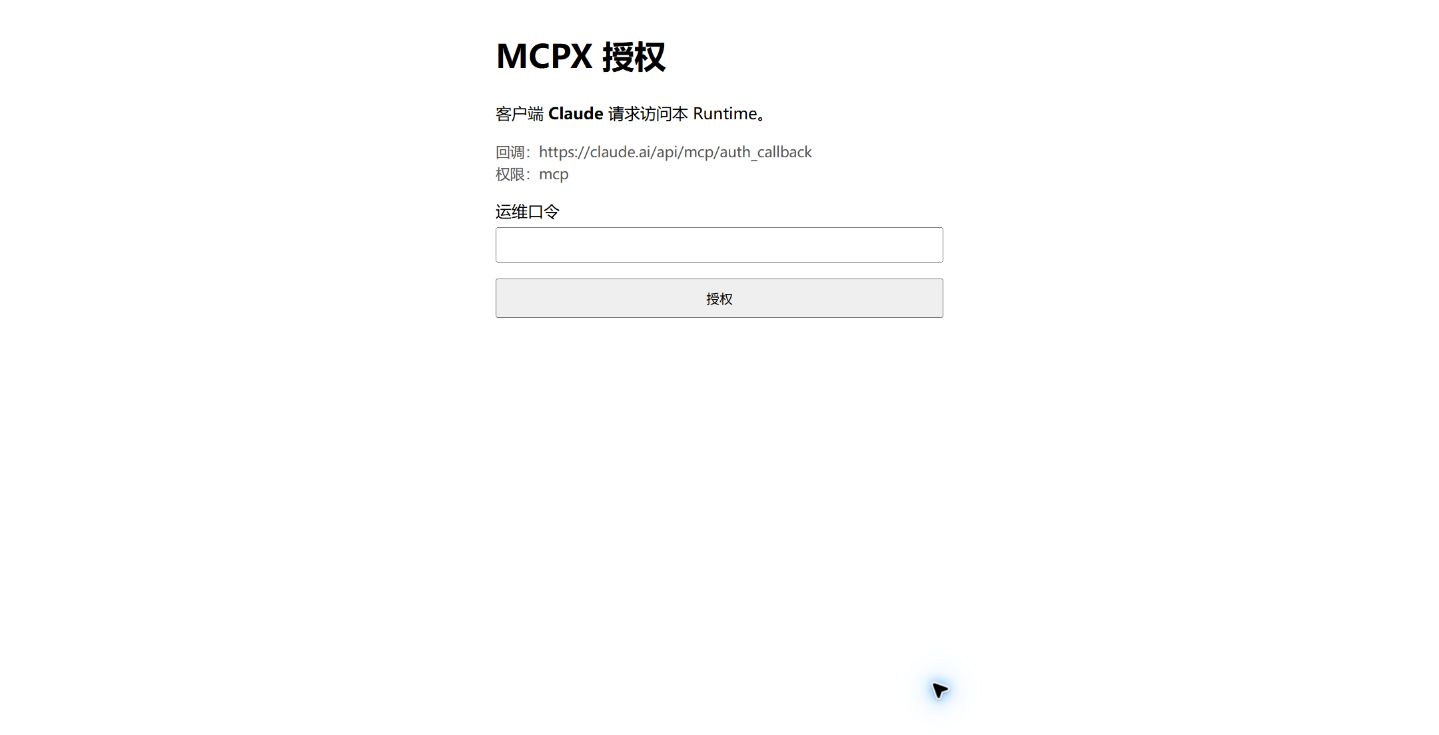 MCPX 授权
客户端 Claude 请求访问本 Runtime。
回调：https://claude.ai/api/mcp/auth_callback
权限：mcp
运维口令
授权